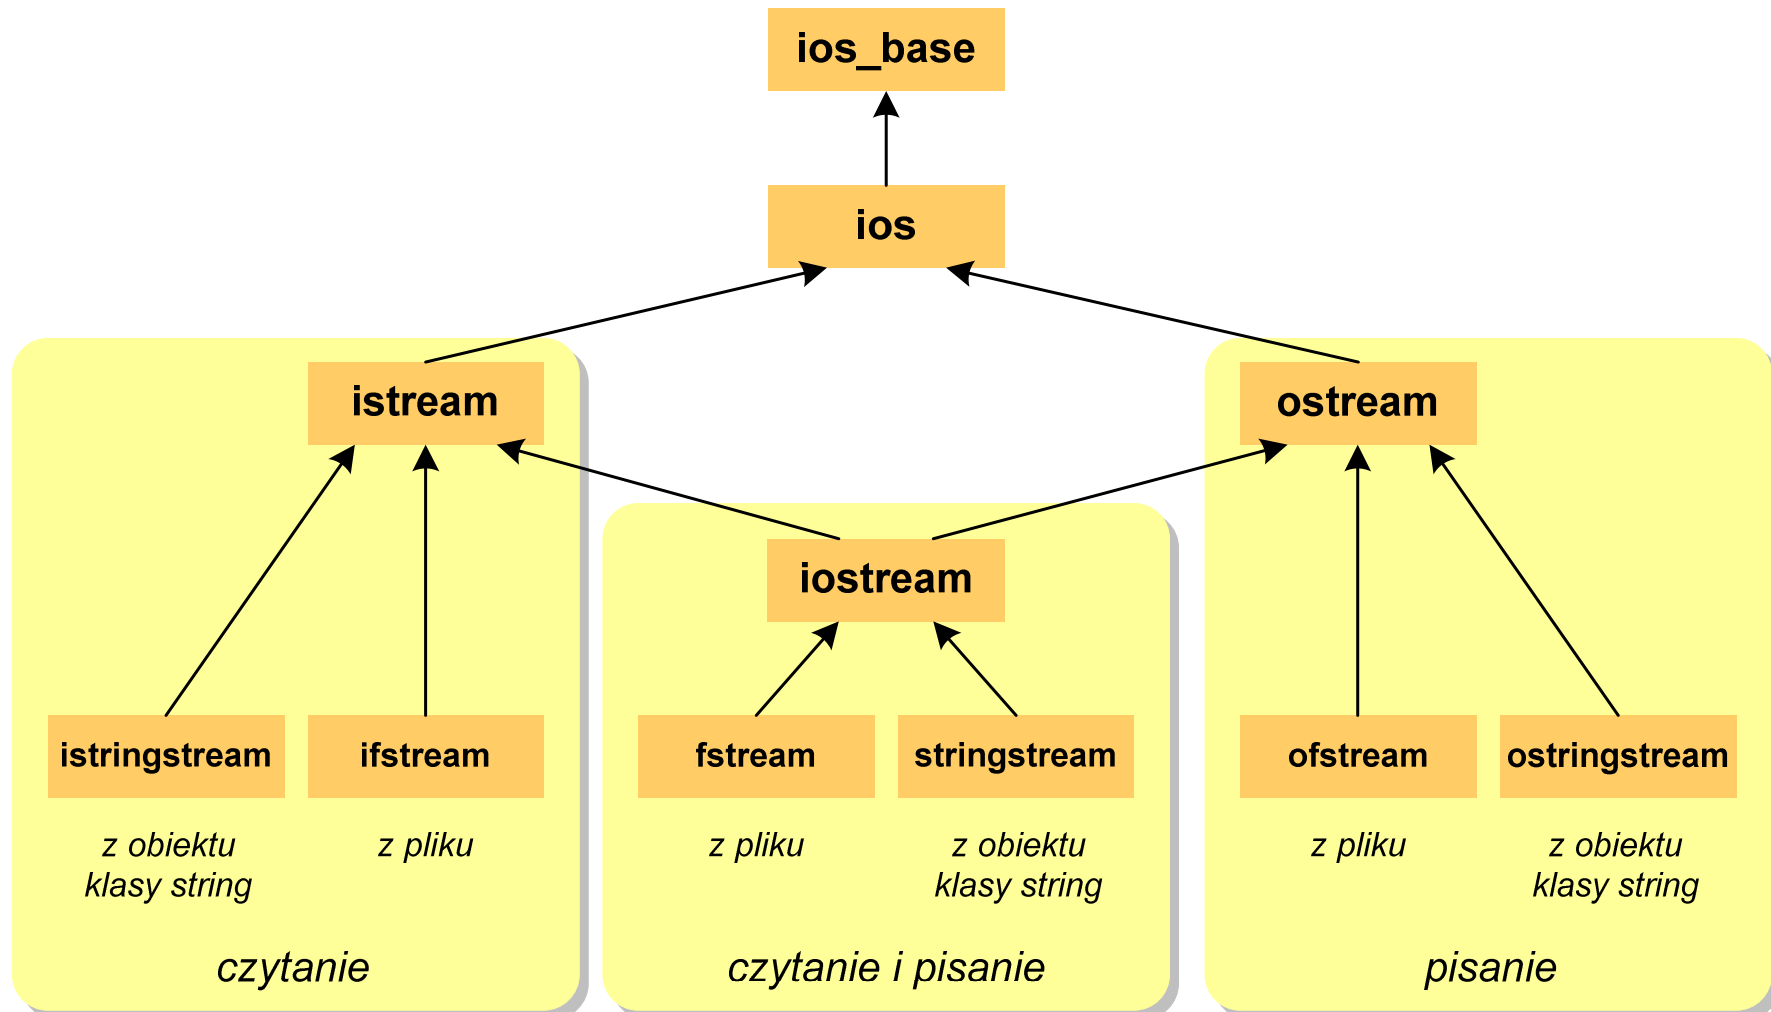 ios_base
ios
istream
ostream
iostream
istringstream
ifstream
fstream
stringstream
ofstream
ostringstream
z obiektu
klasy string
z pliku
z pliku
z obiektu
klasy string
z pliku
z obiektu
klasy string
czytanie
czytanie i pisanie
pisanie